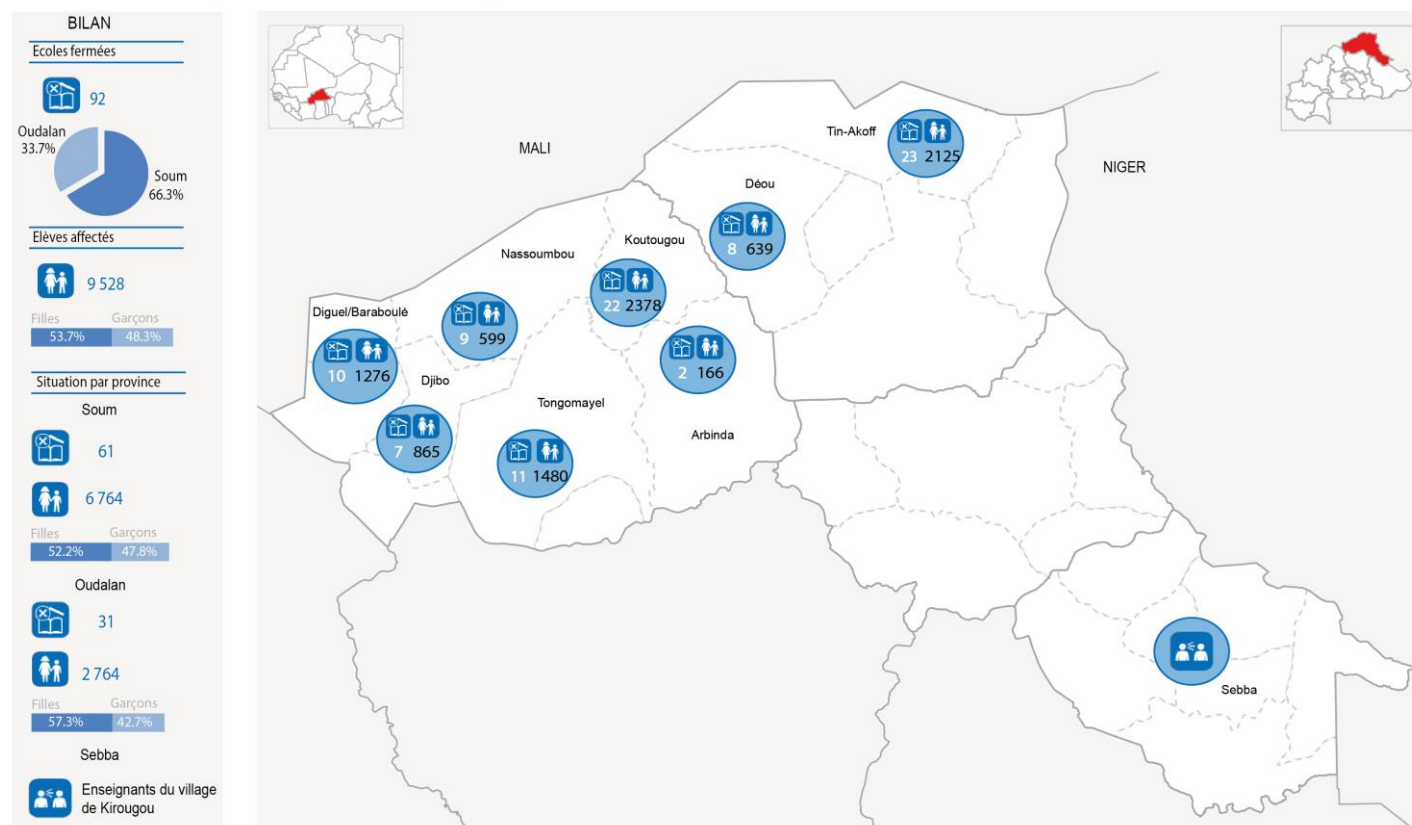 BILAN
Ecoles fermées
92
Oudalan
33.7%
Soum
66.3%
Elèves affectés
9 528
Filles Garçons
53.7% 48.3%
Situation par province
Soum
61
6 764
Filles Garçons
52.2% 47.8%
Oudalan
31
2 764
Filles Garçons
57.3% 42.7%
Sebba
Enseignants du village
de Kirougou
MALI
NIGER
Tin-Akoff
23 2125
Déou
8 639
Koutougou
22 2378
Nassoumbou
9 599
Diguel/Baraboulé
10 1276
Djibo
7 865
Tongomayel
11 1480
2 166
Arbinda
Sebba